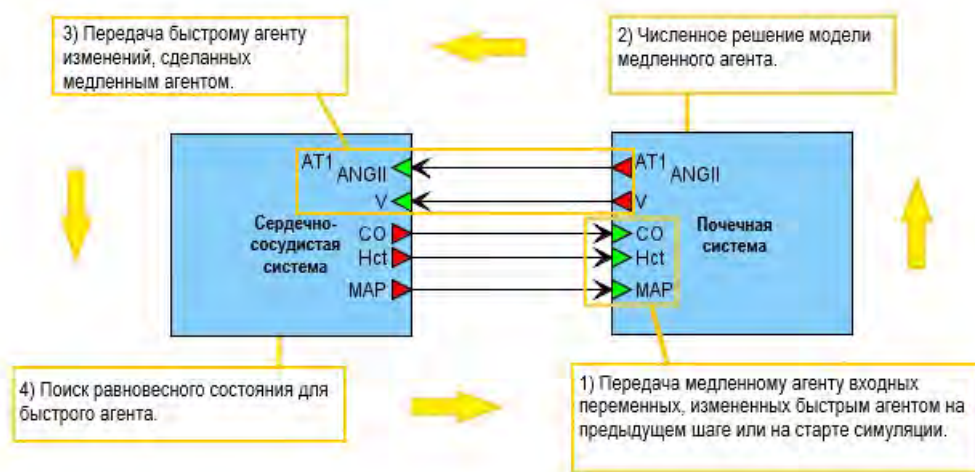 3) Передача быстрому агенту
изменений, сделанных
медленным агентом.
2) Численное решение модели
медленного агента.
AT1
ANGII
V
Сердечно-
сосудистая
система
CO
Hct
MAP
AT1
ANGII
V
CO
Hct
MAP
Почечная
система
4) Поиск равновесного состояния для
быстрого агента.
1) Передача медленному агенту входных
переменных, измененных быстрым агентом на
предыдущем шаге или на старте симуляции.